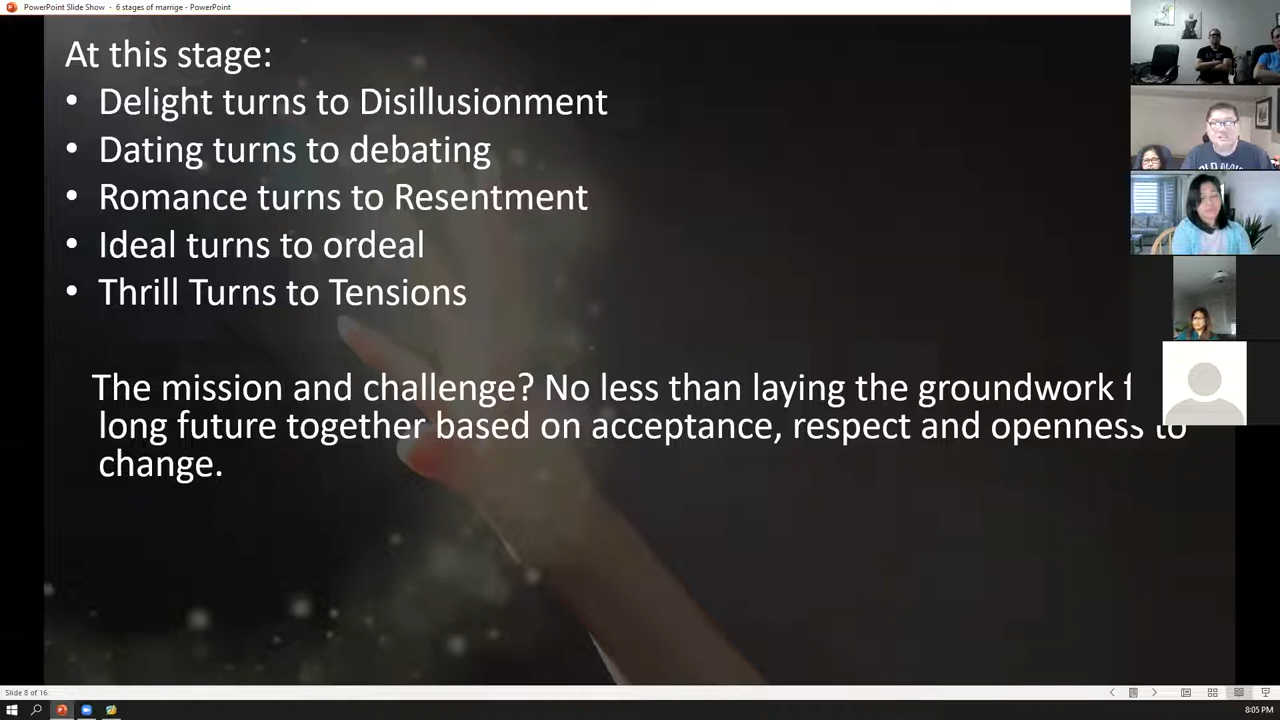 PowerPoint Slide Show - 6 stages of marrige - PowerPoint
At this stage:
• Delight turns to Disillusionment
• Dating turns to debating
• Romance turns to Resentment
• Ideal turns to ordeal
• Thrill Turns to Tensions
The mission and challenge? No less than laying the groundwork
long future together based on acceptance, respect and openness to
change.
Slide 8 of 16
8:05 PM